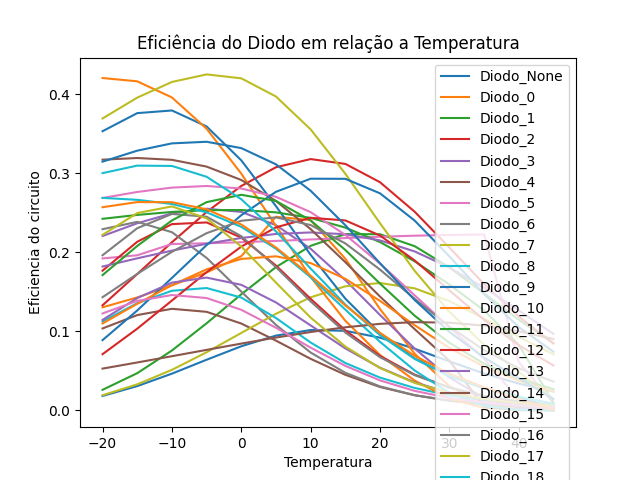 Eficiência do Diodo em relação a Temperatura
Eficiencia do circuito
0.4
0.3
0.2
0.1
0.0
−20
−10
0
10
20
30
40
Temperatura
Diodo_None
Diodo_0
Diodo_1
Diodo_2
Diodo_3
Diodo_4
Diodo_5
Diodo_6
Diodo_7
Diodo_8
Diodo_9
Diodo_10
Diodo_11
Diodo_12
Diodo_13
Diodo_14
Diodo_15
Diodo_16
Diodo_17
Diodo_18